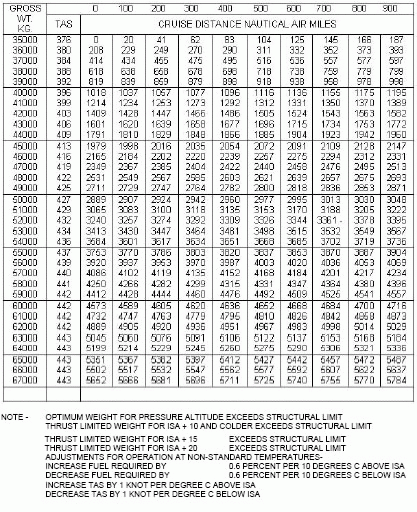 GROSS WT. KG. TAS 0 100 200 300 400 500 600 700 800 900
CRUISE DISTANCE NAUTICAL AIR MILES
35000 376 0 20 41 62 83 104 125 145 166 187
36000 380 208 229 249 270 290 311 332 352 373 393
37000 384 414 434 455 475 495 516 536 557 577 597
38000 388 618 638 658 678 698 718 738 759 779 799
39000 392 819 839 859 879 898 918 938 958 978 998
40000 396 1018 1037 1057 1077 1096 1116 1136 1155 1175 1195
41000 399 1214 1234 1253 1273 1292 1312 1331 1350 1370 1389
42000 403 1409 1428 1447 1466 1486 1505 1524 1543 1563 1582
43000 406 1601 1620 1639 1658 1677 1696 1715 1734 1753 1772
44000 409 1791 1810 1829 1848 1866 1885 1904 1923 1942 1960
45000 413 1979 1998 2016 2035 2054 2072 2091 2109 2128 2147
46000 416 2165 2184 2202 2220 2239 2257 2275 2294 2312 2331
47000 419 2349 2367 2385 2404 2422 2440 2458 2476 2495 2513
48000 422 2531 2549 2567 2585 2603 2621 2639 2657 2675 2693
49000 425 2711 2729 2747 2764 2782 2800 2818 2836 2853 2871
50000 427 2889 2907 2924 2942 2960 2977 2995 3013 3030 3048
51000 429 3065 3083 3100 3118 3135 3153 3170 3188 3205 3222
52000 432 3240 3257 3274 3292 3309 3326 3344 3361 - 3378 3395
53000 434 3413 3430 3447 3464 3481 3498 3515 3532 3549 3567
54000 436 3584 3601 3617 3634 3651 3668 3685 3702 3719 3736
55000 437 3753 3770 3786 3803 3820 3837 3853 3870 3887 3904
56000 439 3920 3937 3953 3970 3987 4003 4020 4036 4053 4069
57000 440 4086 4102 4119 4135 4152 4168 4184 4201 4217 4234
58000 441 4250 4266 4282 4299 4315 4331 4347 4364 4380 4396
59000 442 4412 4428 4444 4460 4476 4492 4509 4525 4541 4557
60000 442 4573 4589 4605 4620 4636 4652 4668 4684 4700 4716
61000 442 4732 4747 4763 4779 4795 4810 4826 4842 4858 4873
62000 442 4889 4905 4920 4936 4951 4967 4983 4998 5014 5029
63000 443 5045 5060 5076 5091 5106 5122 5137 5153 5168 5184
64000 443 5199 5214 5229 5245 5260 5275 5290 5306 5321 5336
65000 443 5351 5367 5382 5397 5412 5427 5442 5457 5472 5487
66000 443 5502 5517 5532 5547 5562 5577 5592 5607 5622 5637
67000 443 5652 5666 5681 5696 5711 5725 5740 5755 5770 5784
NOTE - OPTIMUM WEIGHT FOR PRESSURE ALTITUDE EXCEEDS STRUCTURAL LIMIT
THRUST LIMITED WEIGHT FOR ISA + 10 AND COLDER EXCEEDS STRUCTURAL LIMIT
THRUST LIMITED WEIGHT FOR ISA + 15 EXCEEDS STRUCTURAL LIMIT
THRUST LIMITED WEIGHT FOR ISA + 20 EXCEEDS STRUCTURAL LIMIT
ADJUSTMENTS FOR OPERATION AT NON-STANDARD TEMPERATURES-
INCREASE FUEL REQUIRED BY 0.6 PERCENT PER 10 DEGREES C ABOVE ISA
DECREASE FUEL REQUIRED BY 0.6 PERCENT PER 10 DEGREES C BELOW ISA
INCREASE TAS BY 1 KNOT PER DEGREE C ABOVE ISA
DECREASE TAS BY 1 KNOT PER DEGREE C BELOW ISA